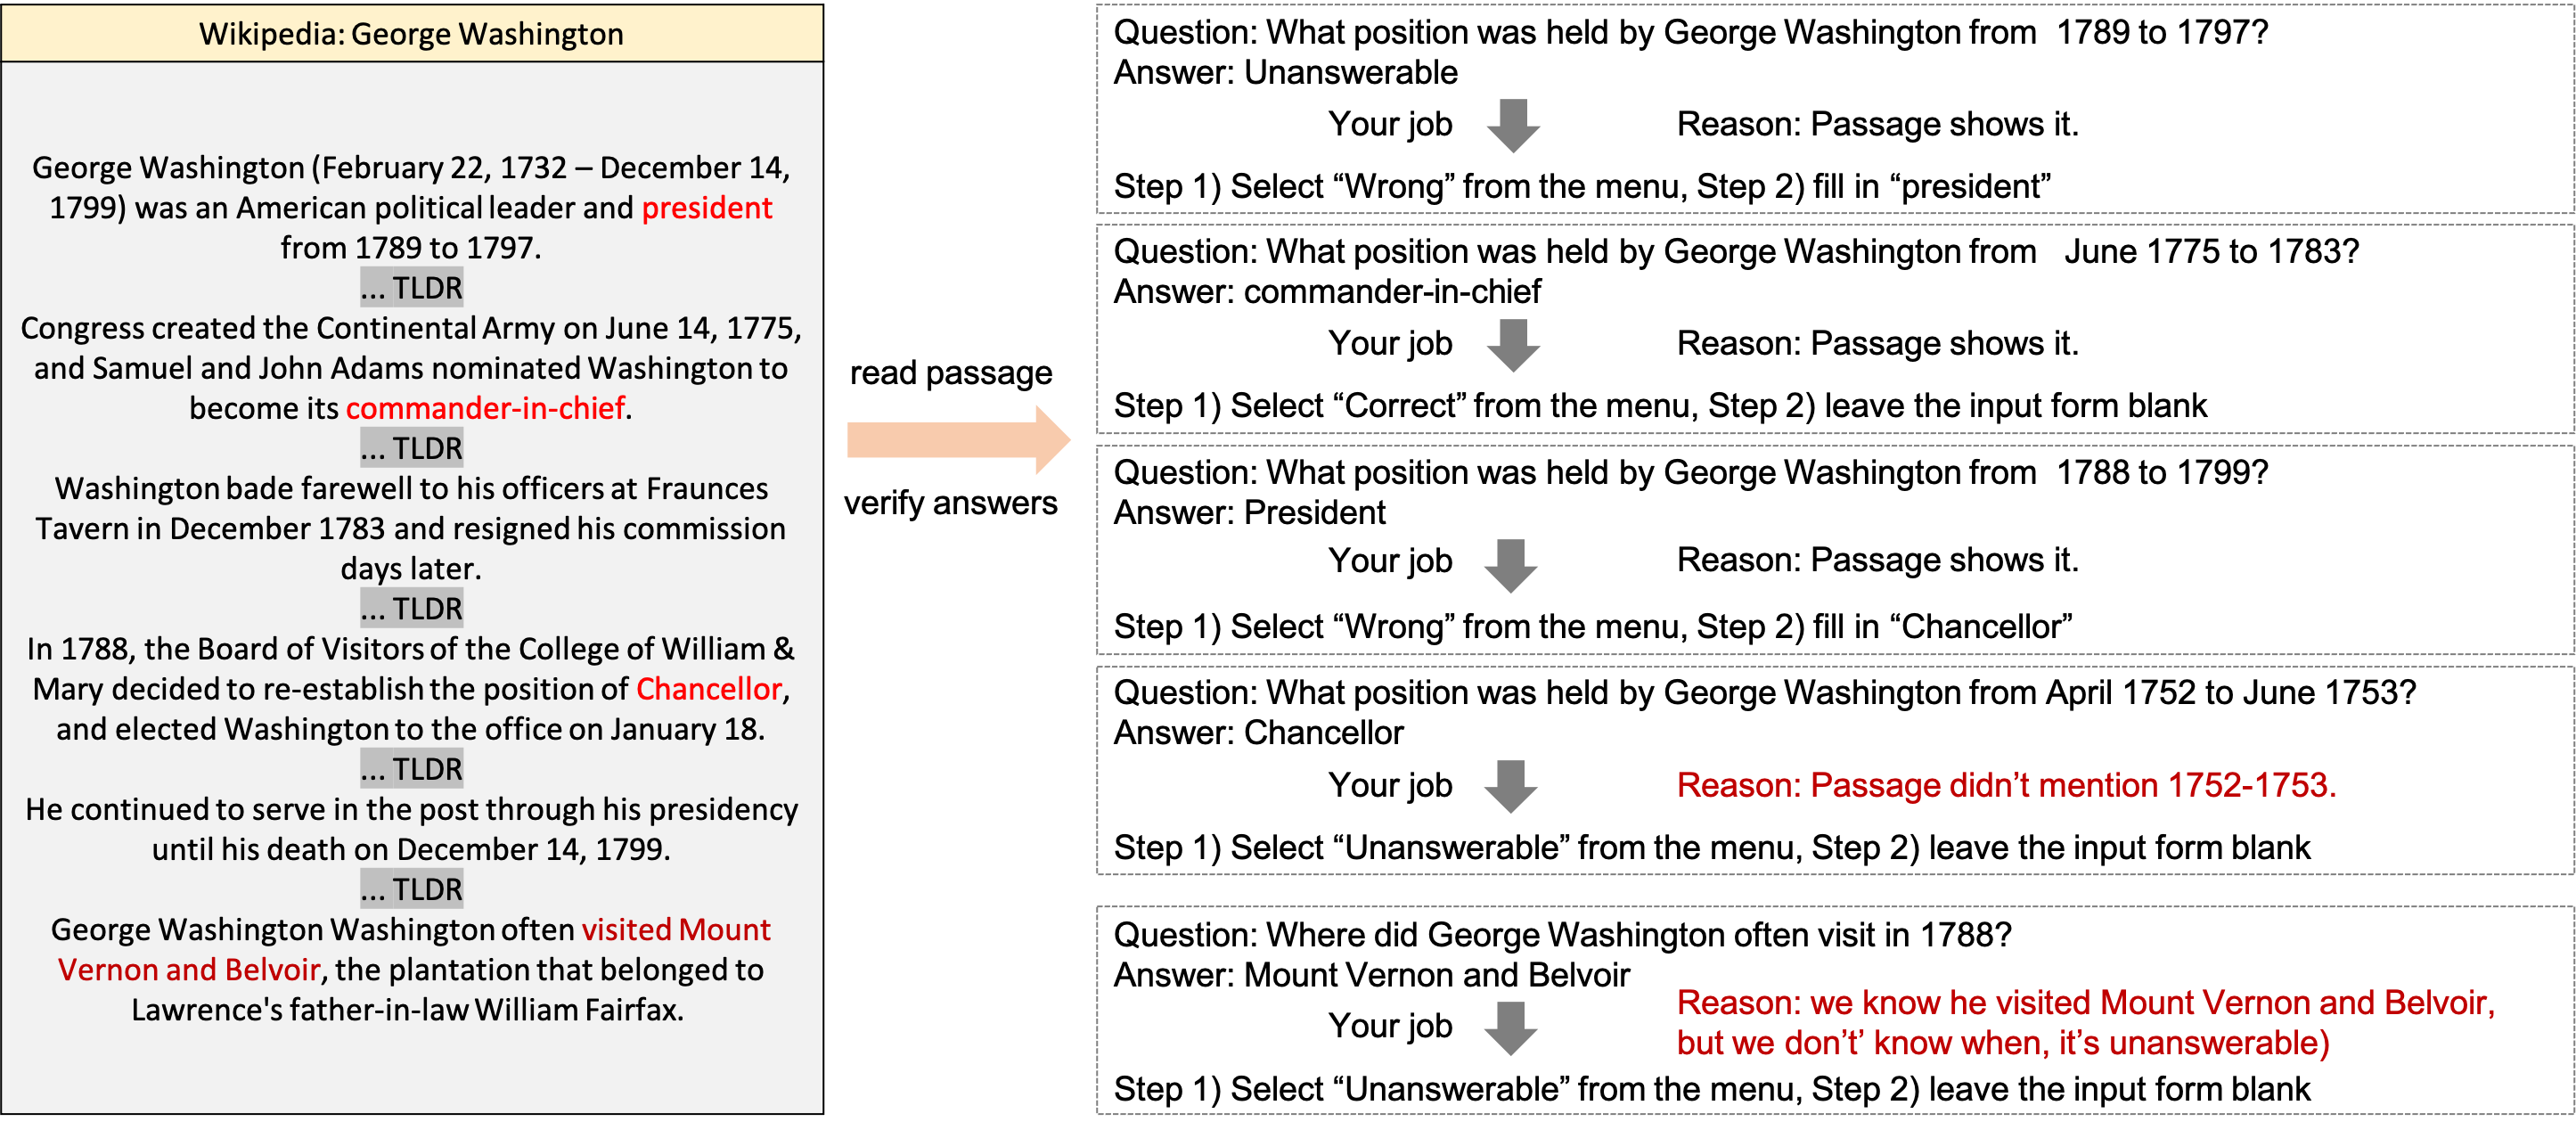 Wikipedia: George Washington
George Washington (February 22, 1732 – December 14,
1799) was an American political leader and president
from 1789 to 1797.
... TLDR
Congress created the Continental Army on June 14, 1775,
and Samuel and John Adams nominated Washington to
become its commander-in-chief.
... TLDR
Washington bade farewell to his officers at Fraunces
Tavern in December 1783 and resigned his commission
days later.
... TLDR
In 1788, the Board of Visitors of the College of William &
Mary decided to re-establish the position of Chancellor,
and elected Washington to the office on January 18.
... TLDR
He continued to serve in the post through his presidency
until his death on December 14, 1799.
... TLDR
George Washington Washington often visited Mount
Vernon and Belvoir, the plantation that belonged to
Lawrence's father-in-law William Fairfax.
read passage
verify answers
Question: What position was held by George Washington from 1789 to 1797?
Answer: Unanswerable
Your job
Reason: Passage shows it.
Step 1) Select “Wrong” from the menu, Step 2) fill in “president”
Question: What position was held by George Washington from June 1775 to 1783?
Answer: commander-in-chief
Your job
Reason: Passage shows it.
Step 1) Select “Correct” from the menu, Step 2) leave the input form blank
Question: What position was held by George Washington from 1788 to 1799?
Answer: President
Your job
Reason: Passage shows it.
Step 1) Select “Wrong” from the menu, Step 2) fill in “Chancellor”
Question: What position was held by George Washington from April 1752 to June 1753?
Answer: Chancellor
Your job
Reason: Passage didn’t mention 1752-1753.
Step 1) Select “Unanswerable” from the menu, Step 2) leave the input form blank
Question: Where did George Washington often visit in 1788?
Answer: Mount Vernon and Belvoir
Your job
Reason: we know he visited Mount Vernon and Belvoir,
but we don’t’ know when, it’s unanswerable)
Step 1) Select “Unanswerable” from the menu, Step 2) leave the input form blank